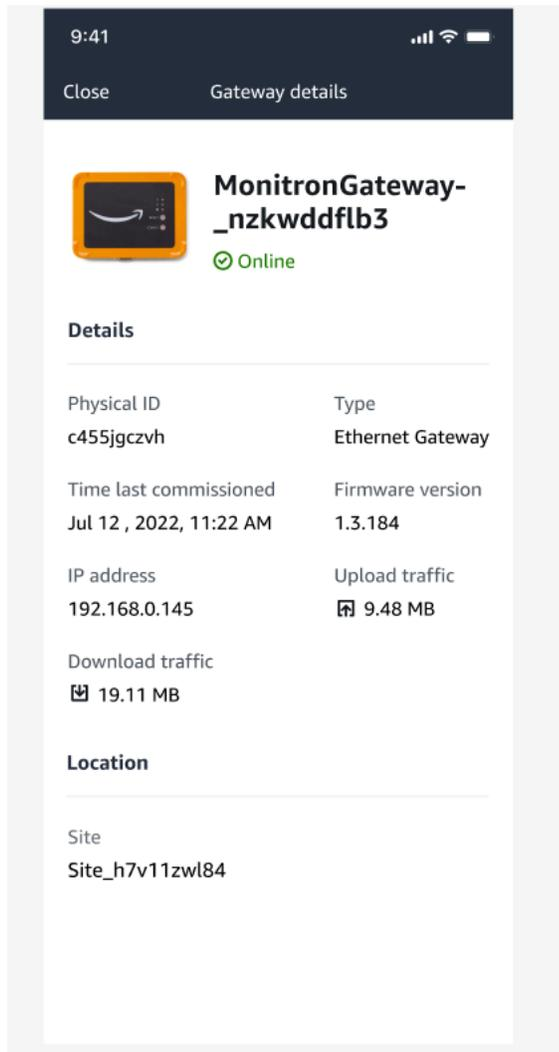 9:41
Close Gateway details
MonitronGateway-
_nzkwddflb3
Online
Details
Physical ID Type
c455jgczvh Ethernet Gateway
Time last commissioned Firmware version
Jul 12 , 2022, 11:22 AM 1.3.184
IP address Upload traffic
192.168.0.145 9.48 MB
Download traffic
19.11 MB
Location
Site
Site_h7v11zwl84